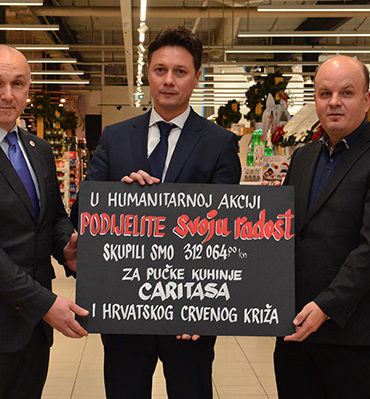 U HUMANITARNOJ AKCIJI
PODIJELITE svoju radost
SKUPILI SMO 312 064,00 kn
ZA PUČKE KUHINJE
CARITASA
I HRVATSKOG CRVENOG KRIŽA